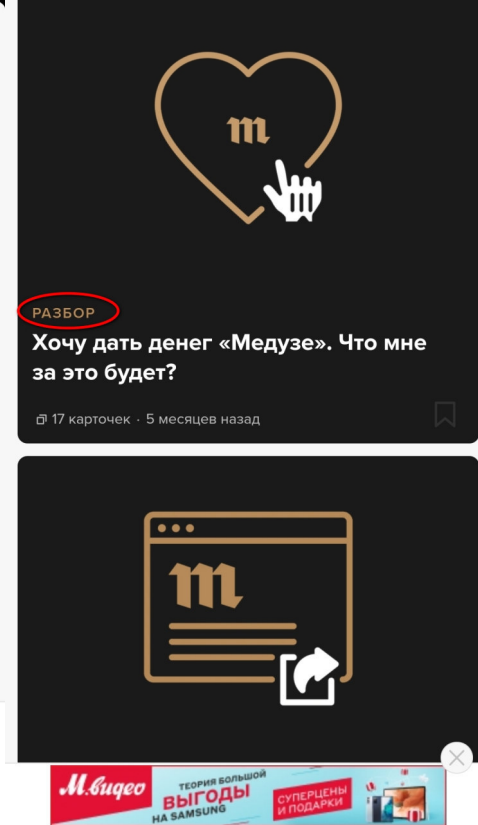 m
РАЗБОР
Хочу дать денег «Медузе». Что мне
за это будет?
17 карточек · 5 месяцев назад
m
М.видео
ТЕОРИЯ БОЛЬШОЙ
ВЫГОДЫ
НА SAMSUNG
СУПЕРЦЕНЫ
И ПОДАРКИ